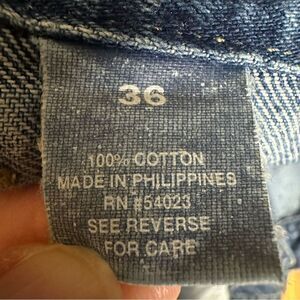 36
100% COTTON
MADE IN PHILIPPINES
RN #54023
SEE REVERSE
FOR CARE